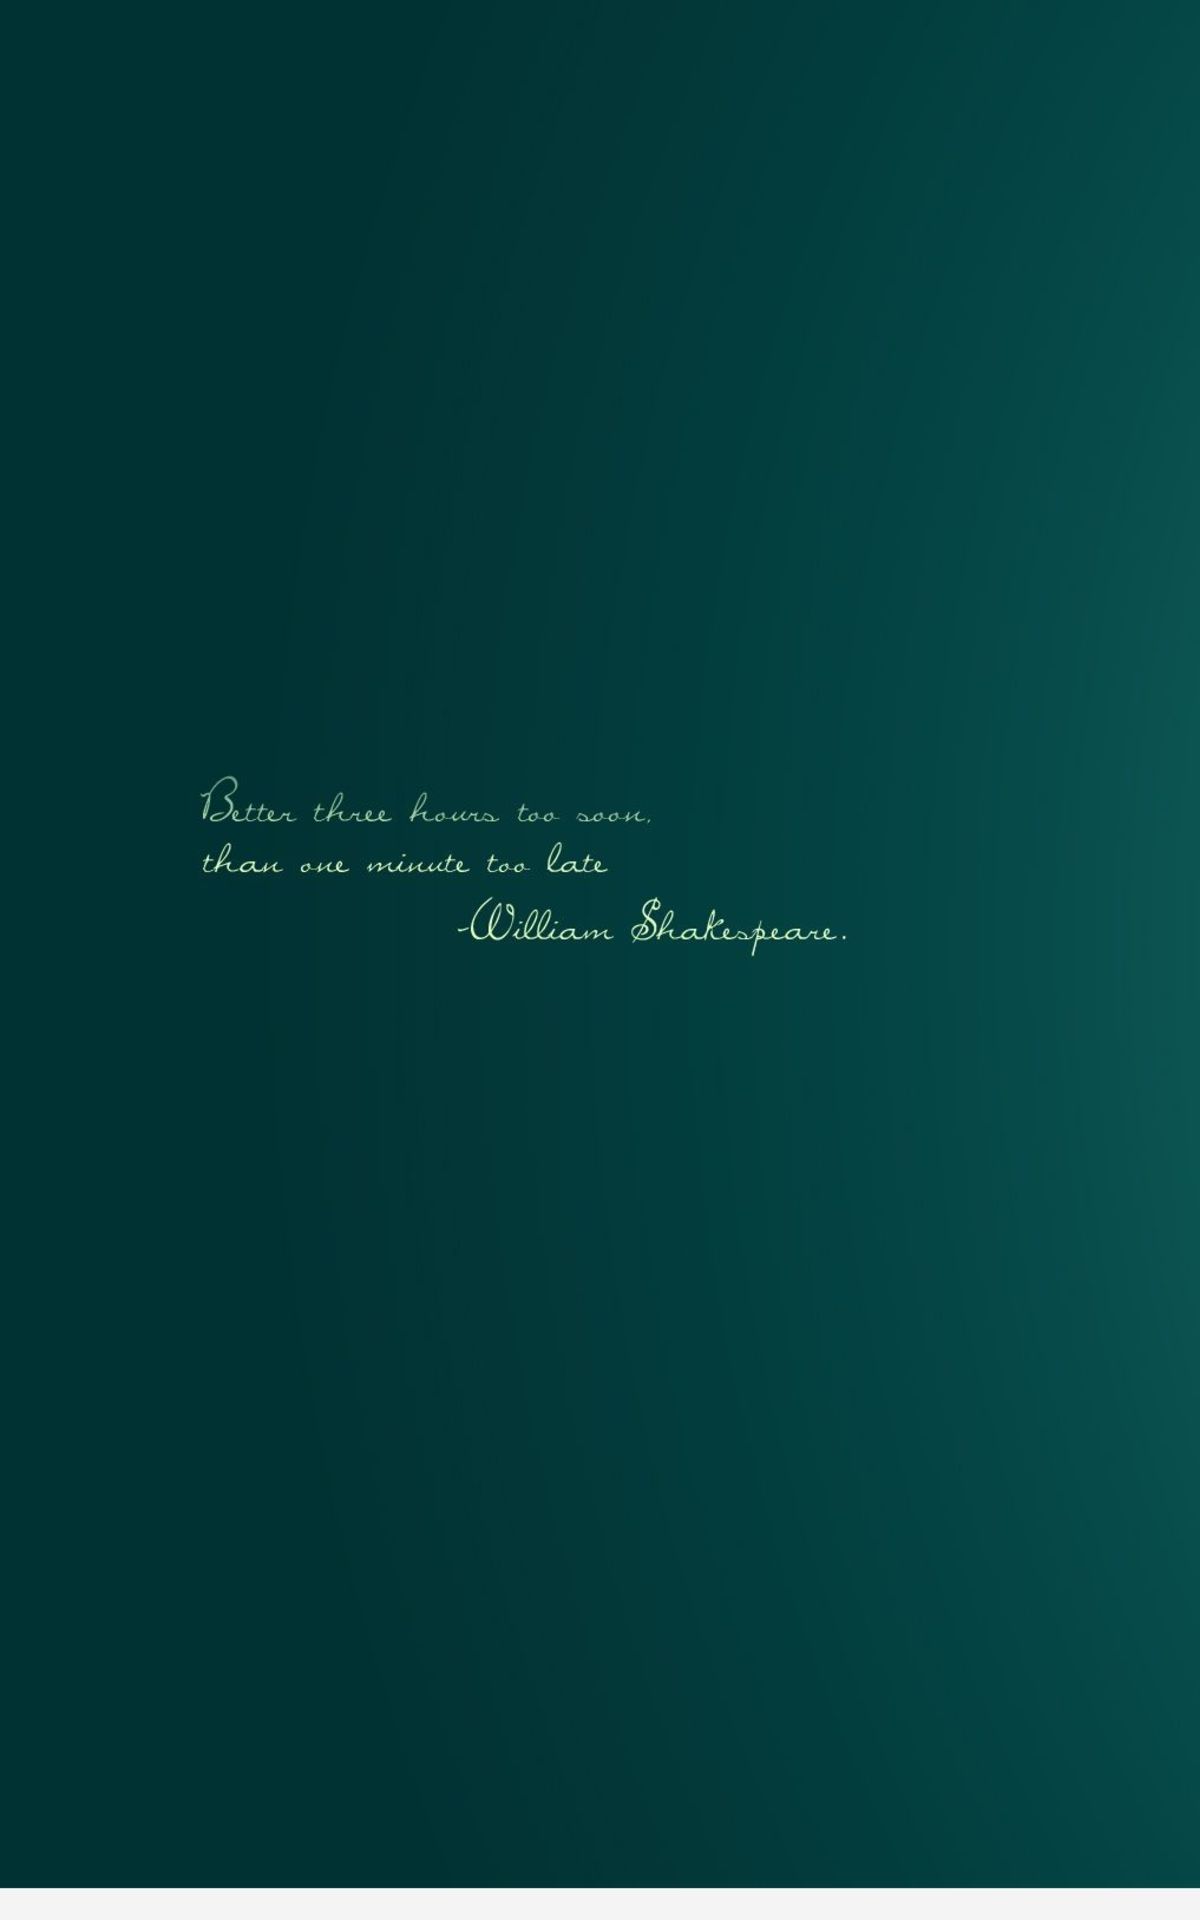 Better three hours too soon,
than one minute too late
-William Shakespeare.